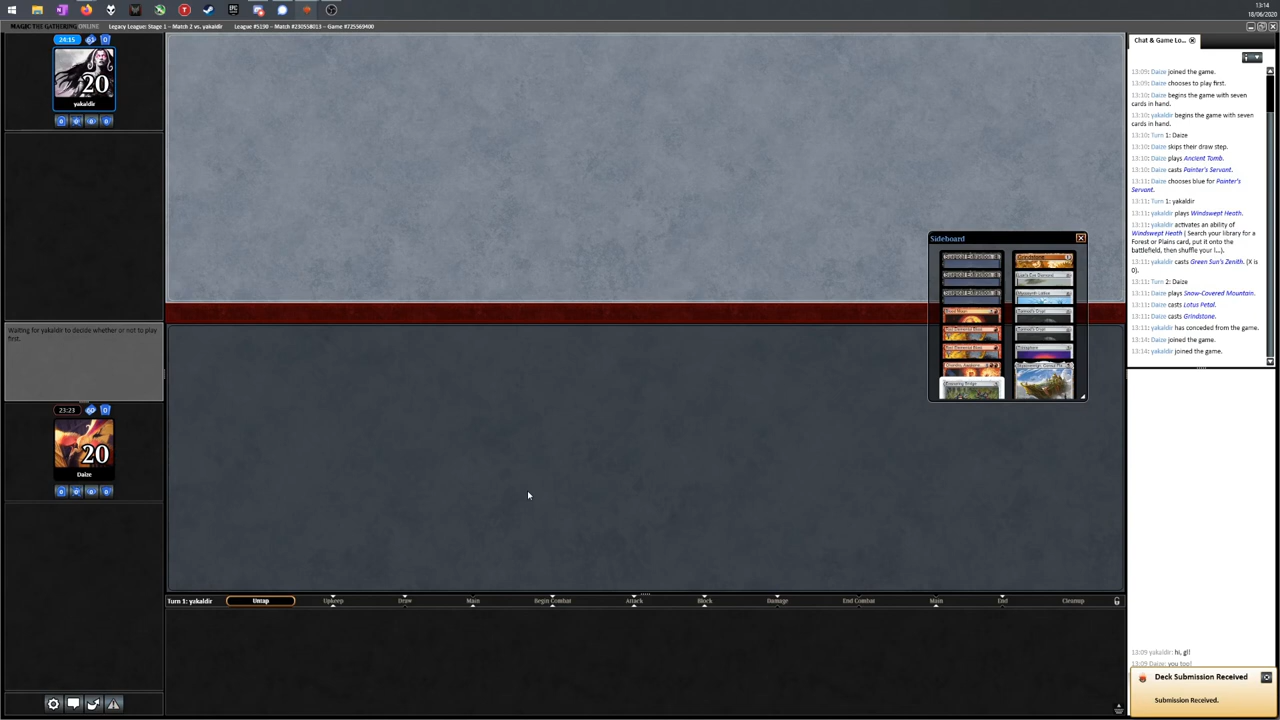 13:14
18/06/2020
MAGIC: THE GATHERING ONLINE Legacy League: Stage 1 – Match 2 vs. yakaldir League #5190 – Match #230558013 – Game #725569400
24:15
20
yakaldir
Waiting for yakaldir to decide whether or not to play
first.
23:23
20
Daize
Sideboard
Chat & Game Lo...
13:09: Daize joined the game.
13:09: Daize chooses to play first.
13:10: Daize begins the game with seven
cards in hand.
13:10: yakaldir begins the game with seven
cards in hand.
13:10: Turn 1: Daize
13:10: Daize skips their draw step.
13:10: Daize plays Ancient Tomb.
13:10: Daize casts Painter's Servant.
13:11: Daize chooses blue for Painter's
Servant.
13:11: Turn 1: yakaldir
13:11: yakaldir plays Windswept Heath.
13:11: yakaldir activates an ability of
Windswept Heath ( Search your library for a
Forest or Plains card, put it onto the
battlefield, then shuffle your l...).
13:11: yakaldir casts Green Sun's Zenith. (X is
0).
13:11: Turn 2: Daize
13:11: Daize plays Snow-Covered Mountain.
13:11: Daize casts Lotus Petal.
13:11: Daize casts Grindstone.
13:11: yakaldir has conceded from the game.
13:14: Daize joined the game.
13:14: yakaldir joined the game.
Turn 1: yakaldir Untap Upkeep Draw Main Begin Combat Attack Block Damage End Combat Main End Cleanup
13:09 yakaldir: hi, gl!
13:09 Daize: you too!
Deck Submission Received
Submission Received.